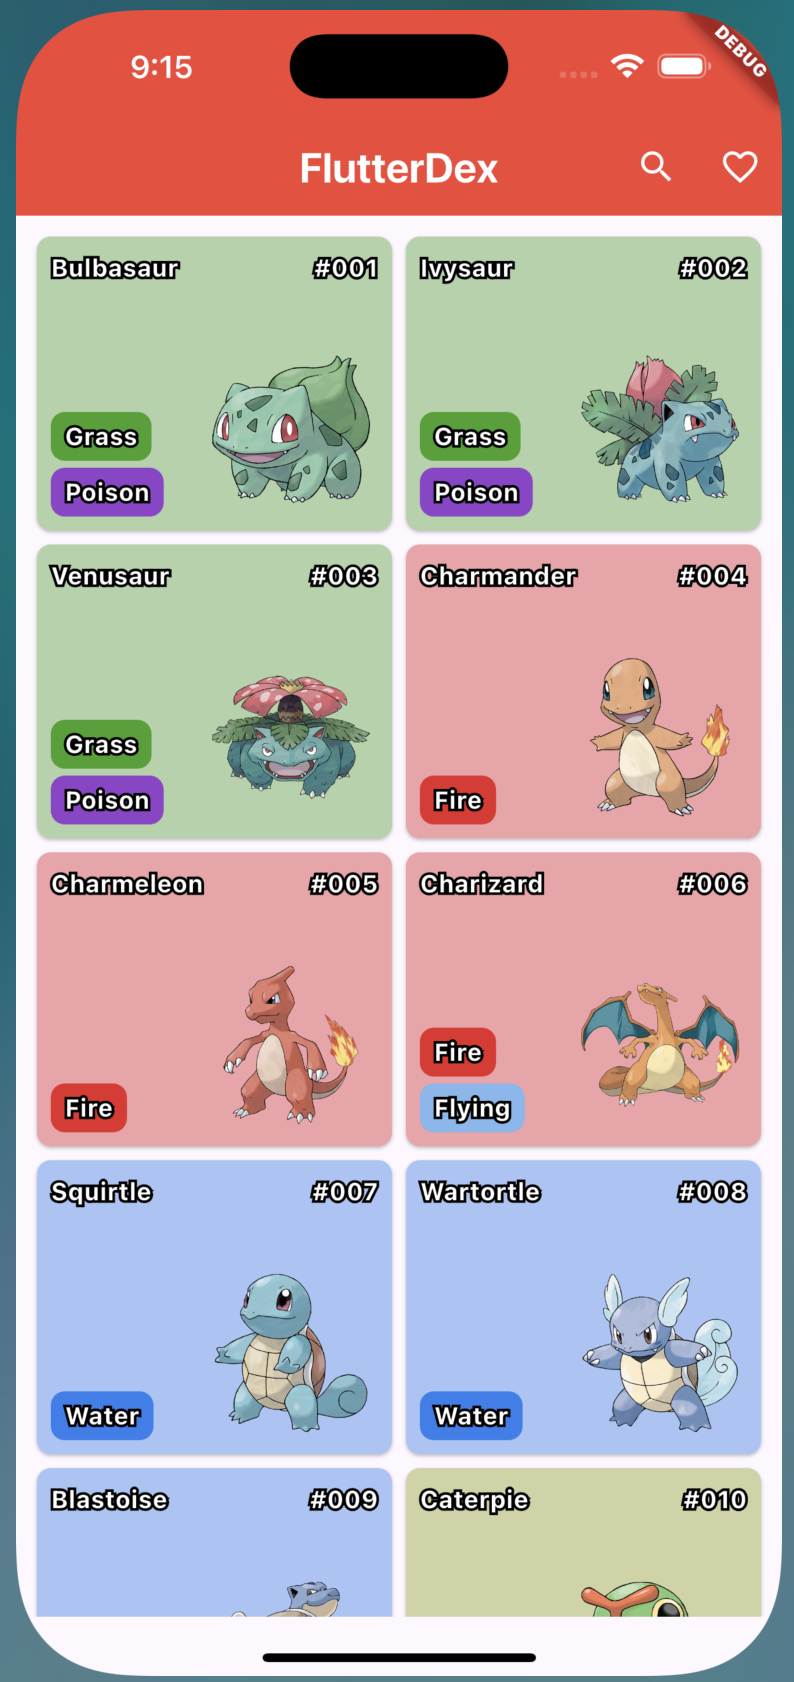 9:15
DEBUG
FlutterDex
Bulbasaur #001
Grass
Poison
Ivysaur #002
Grass
Poison
Venusaur #003
Grass
Poison
Charmander #004
Fire
Charmeleon #005
Fire
Charizard #006
Fire
Flying
Squirtle #007
Water
Wartortle #008
Water
Blastoise #009
Caterpie #010